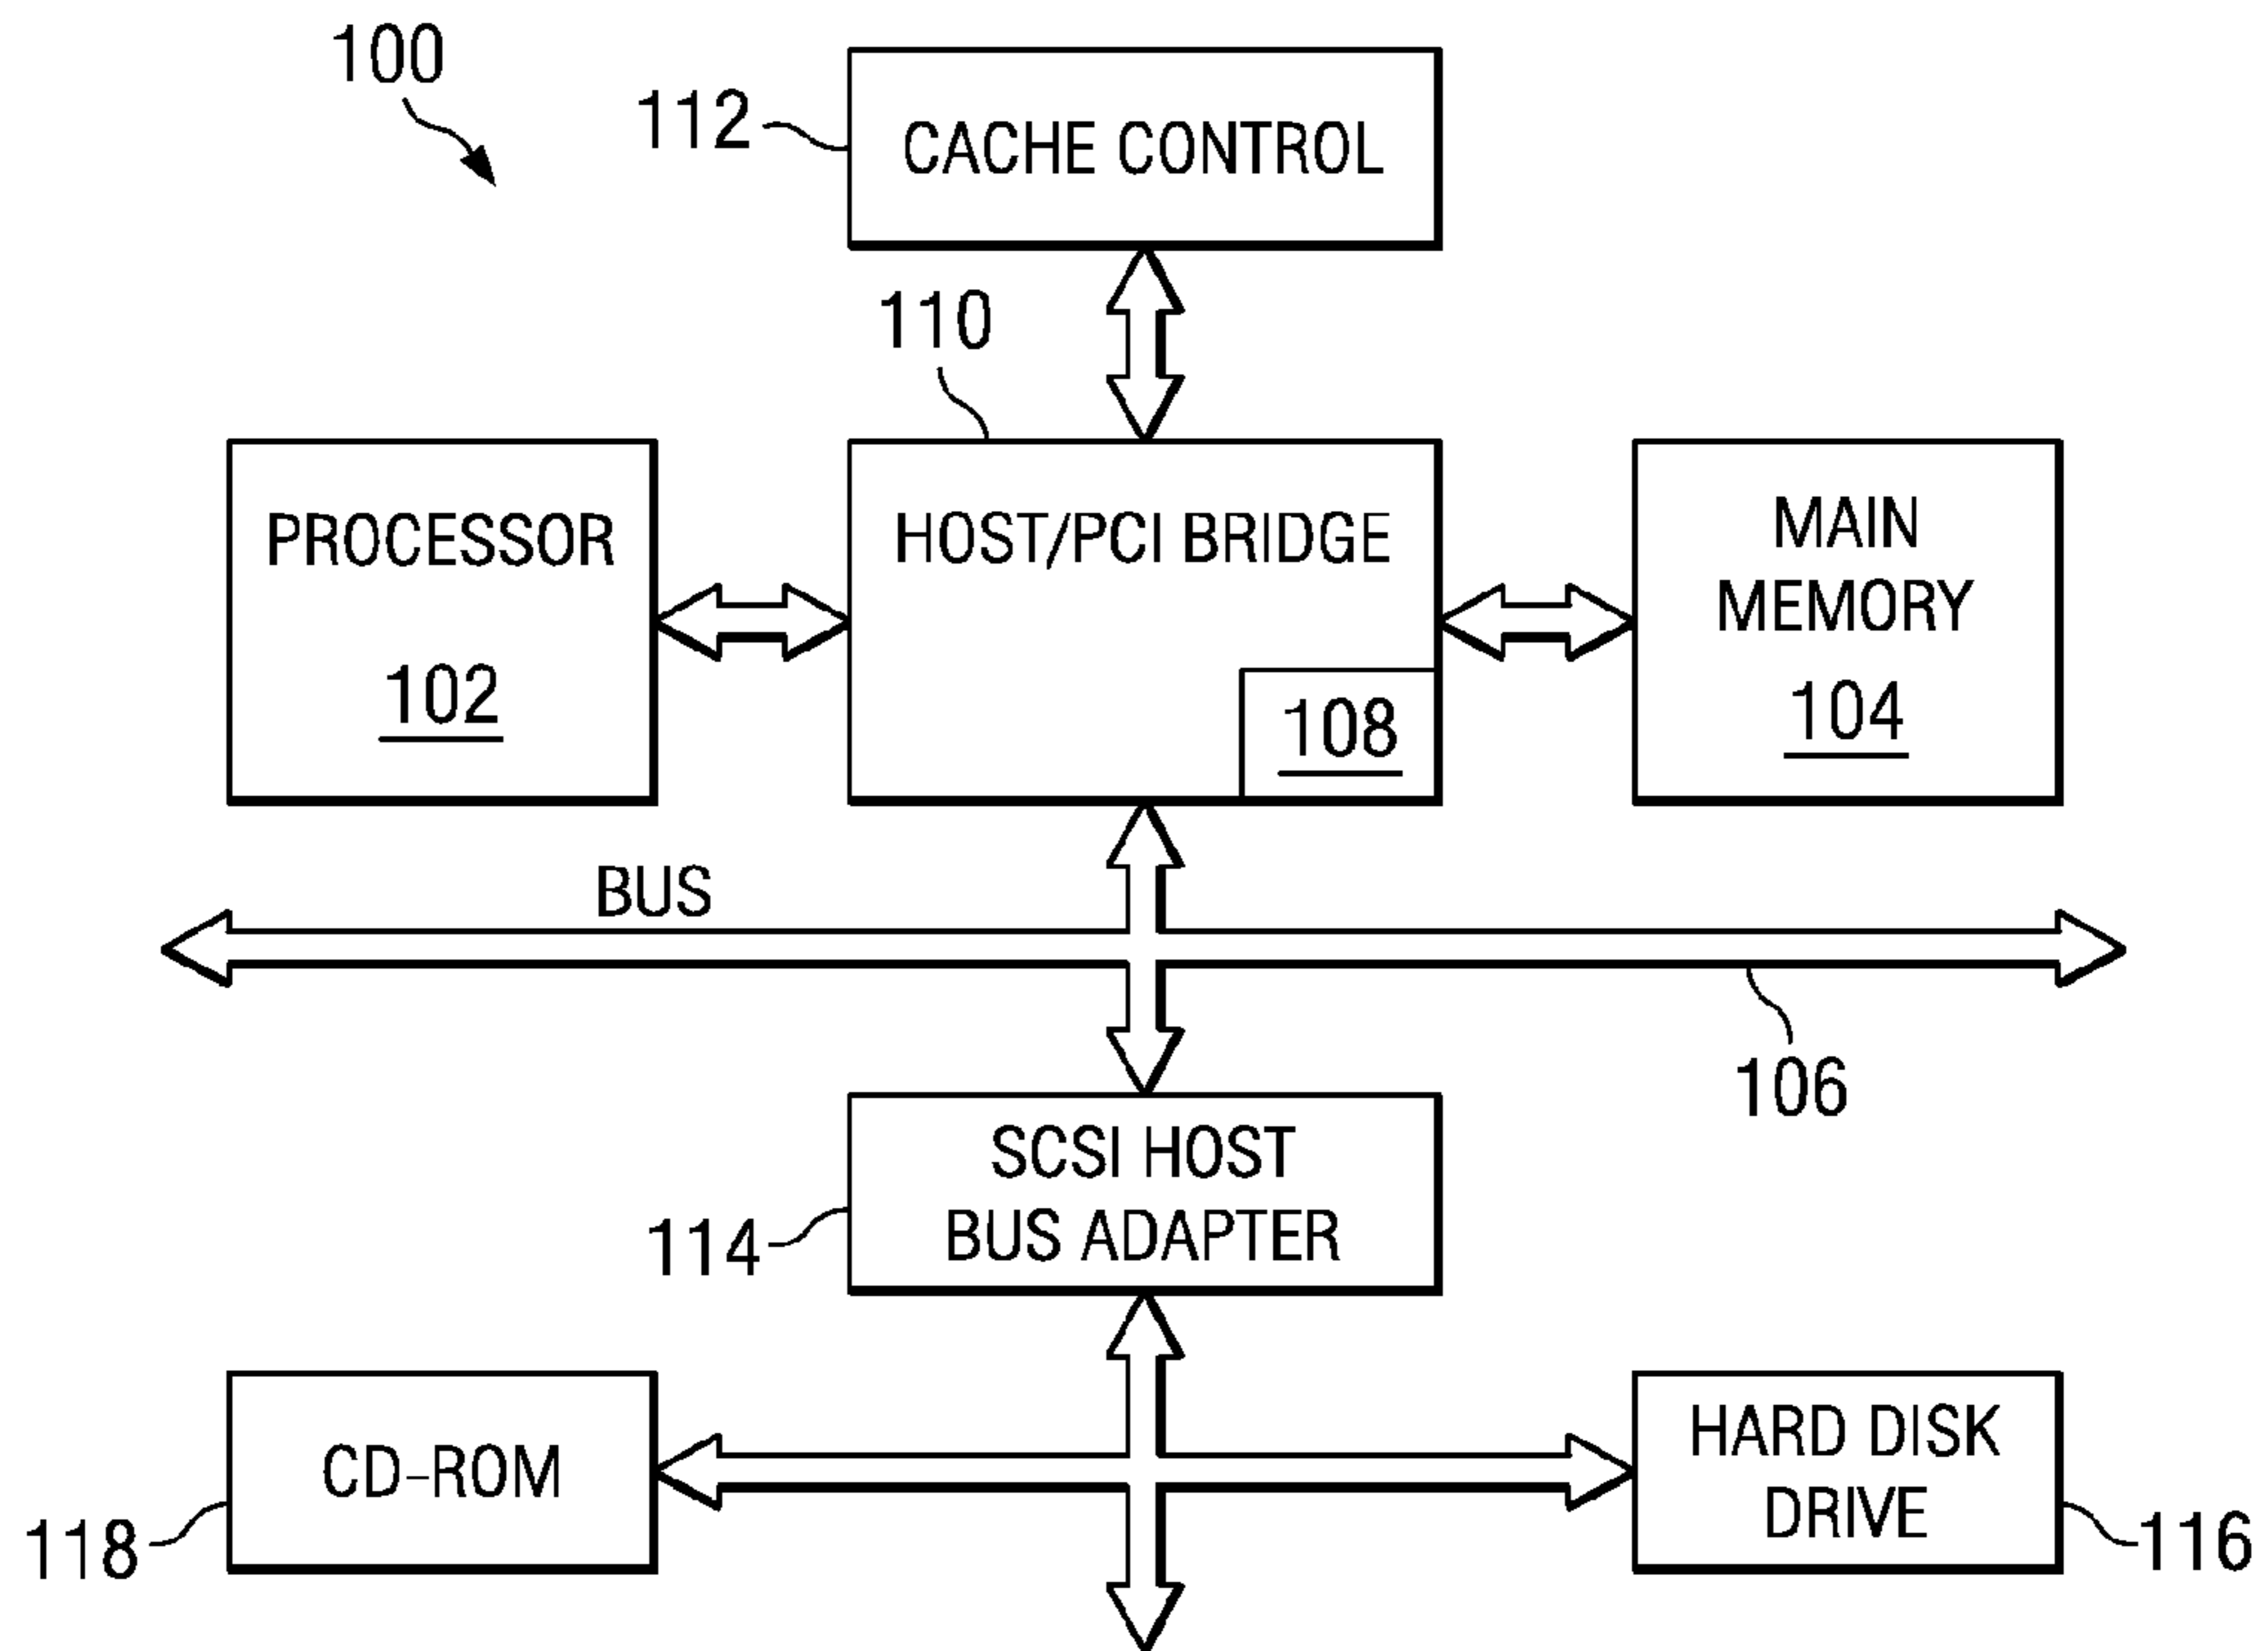 100
112
CACHE CONTROL
110
PROCESSOR
102
HOST/PCI BRIDGE
108
MAIN
MEMORY
104
BUS
106
SCSI HOST
BUS ADAPTER
114
CD-ROM
118
HARD DISK
DRIVE
116